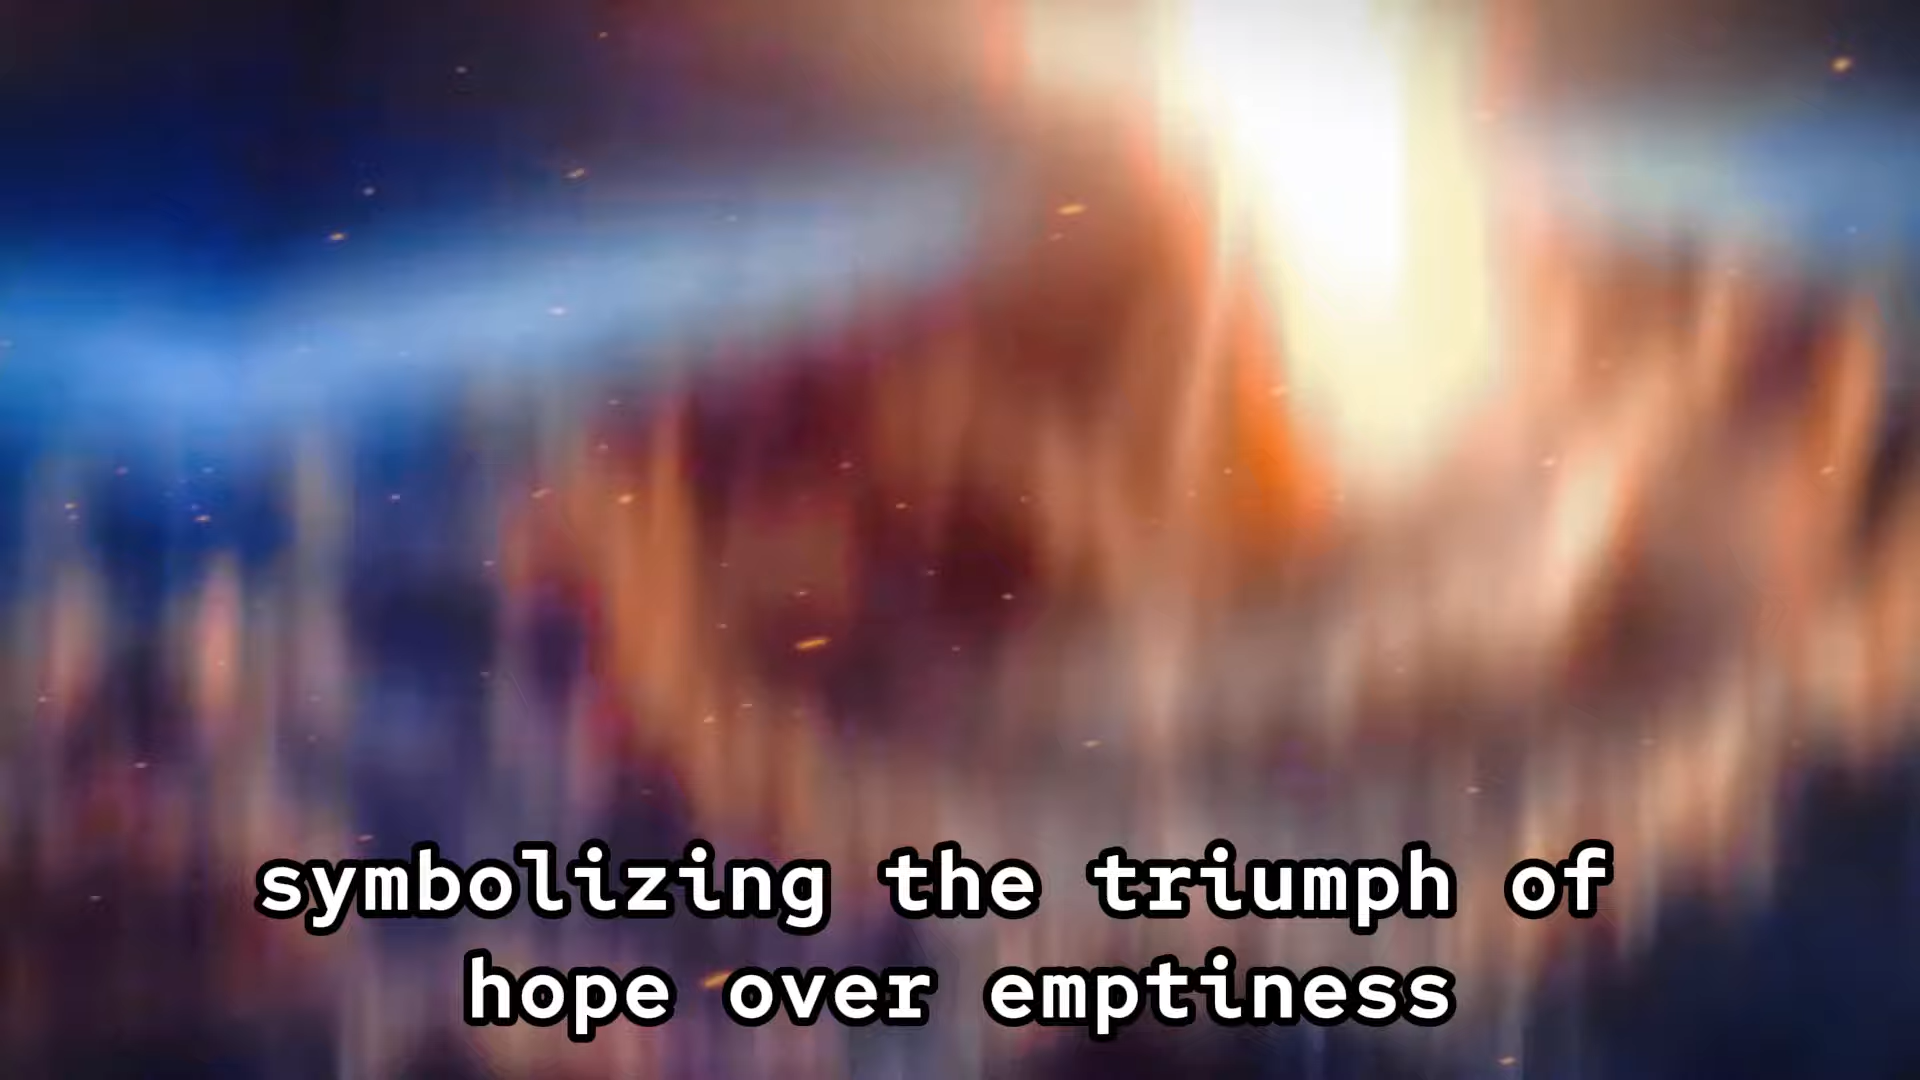 symbolizing the triumph of
hope over emptiness